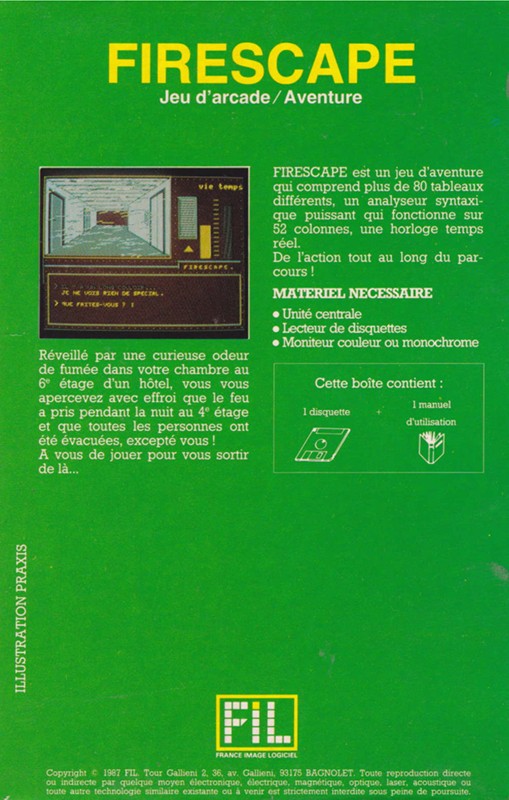 FIRESCAPE
Jeu d'arcade/Aventure
vie temps
FIRESCAPE.
JE NE VOIS RIEN DE SPECIAL.
> QUE FAITES-VOUS ? :
Réveillé par une curieuse odeur
de fumée dans votre chambre au
6e étage d'un hôtel, vous vous
apercevez avec effroi que le feu
a pris pendant la nuit au 4e étage
et que toutes les personnes ont
été évacuées, excepté vous !
A vous de jouer pour vous sortir
de là...
FIRESCAPE est un jeu d'aventure
qui comprend plus de 80 tableaux
différents, un analyseur syntaxi-
que puissant qui fonctionne sur
52 colonnes, une horloge temps
réel.
De l'action tout au long du par-
cours !
MATERIEL NECESSAIRE
● Unité centrale
● Lecteur de disquettes
● Moniteur couleur ou monochrome
Cette boîte contient :
1 disquette + 1 manuel
d'utilisation
ILLUSTRATION PRAXIS
FIL
FRANCE IMAGE LOGICIEL
Copyright © 1987 FIL. Tour Gallieni 2, 36, av. Gallieni, 93175 BAGNOLET. Toute reproduction directe
ou indirecte par quelque moyen électronique, électrique, magnétique, optique, laser, acoustique ou
toute autre technologie similaire existante ou à venir est strictement interdite sous peine de poursuite.